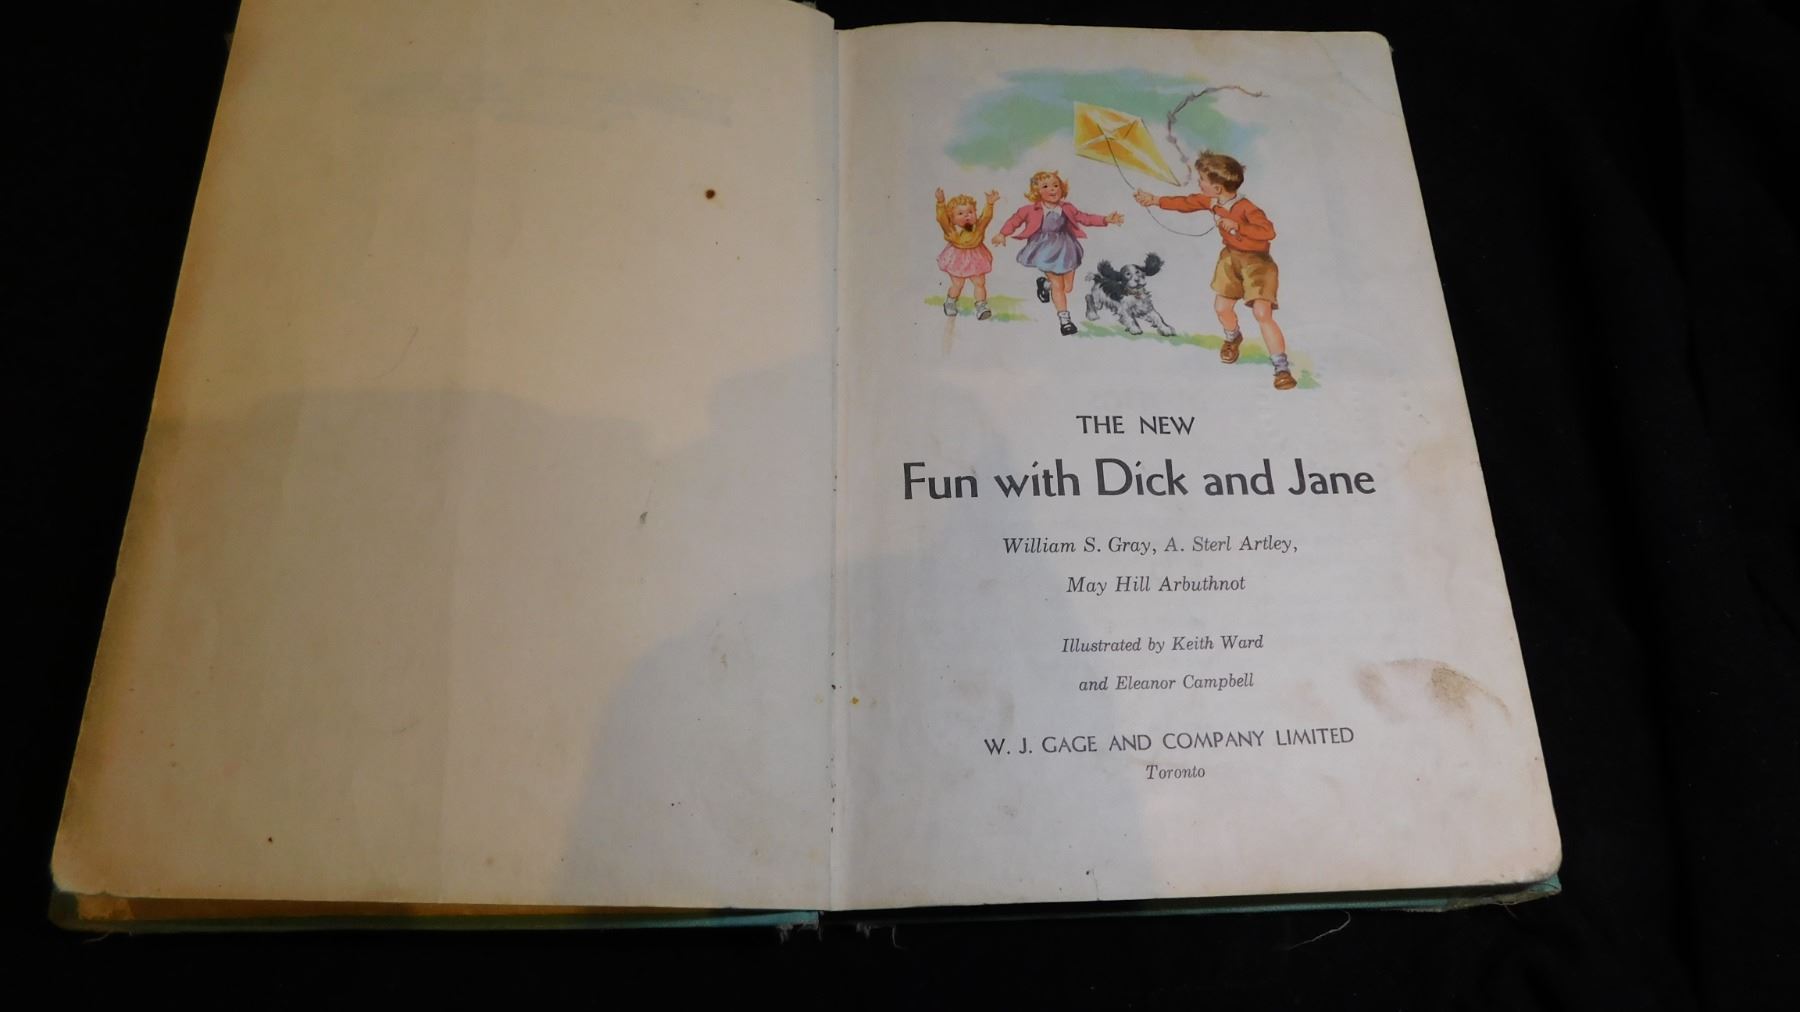 THE NEW
Fun with Dick and Jane
William S. Gray, A. Sterl Artley,
May Hill Arbuthnot
Illustrated by Keith Ward
and Eleanor Campbell
W. J. GAGE AND COMPANY LIMITED
Toronto